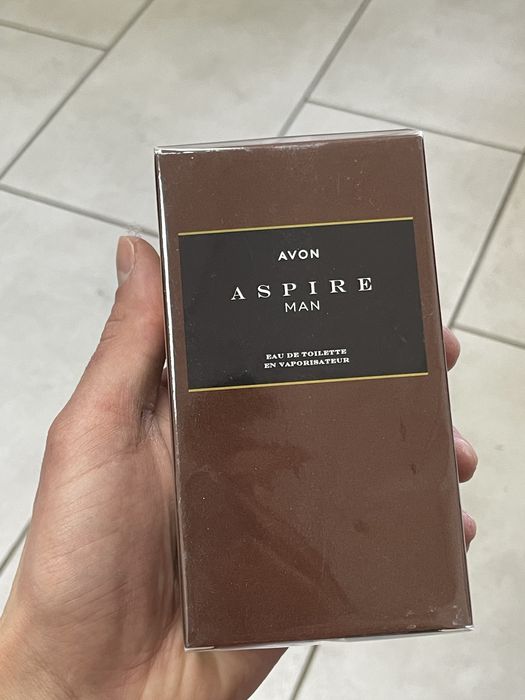 AVON
ASPIRE
MAN
EAU DE TOILETTE
EN VAPORISATEUR